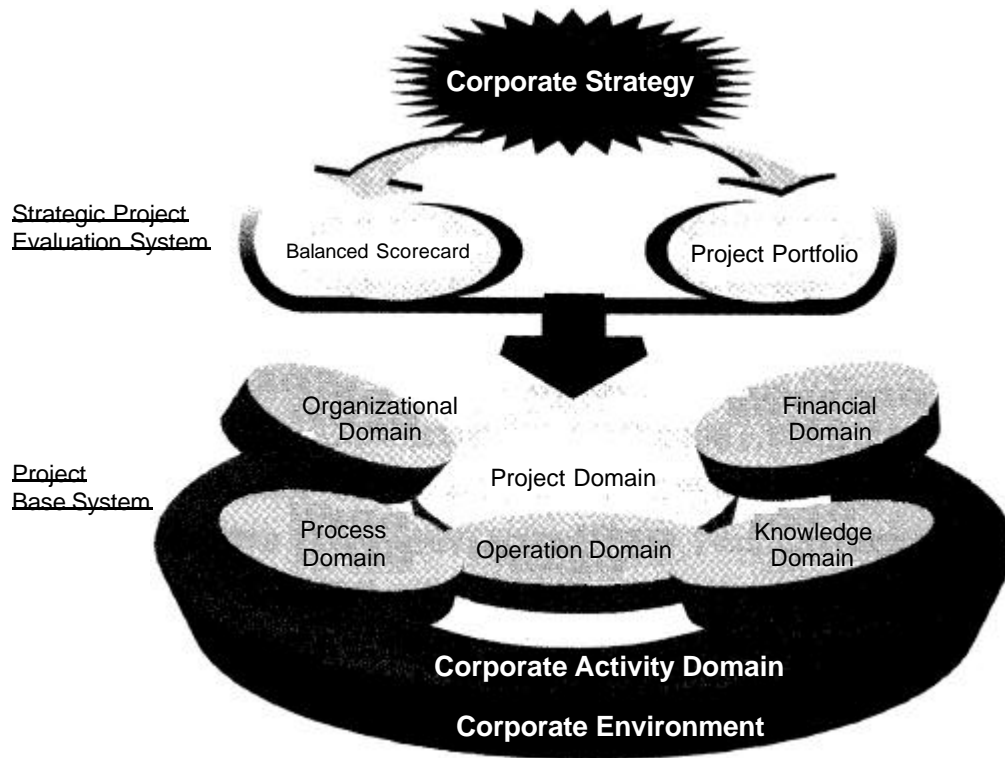 Corporate Strategy
Strategic Project
Evaluation System
Balanced Scorecard
Project Portfolio
Organizational
Domain
Financial
Domain
Project
Base System
Project Domain
Process
Domain
Operation Domain
Knowledge
Domain
Corporate Activity Domain
Corporate Environment